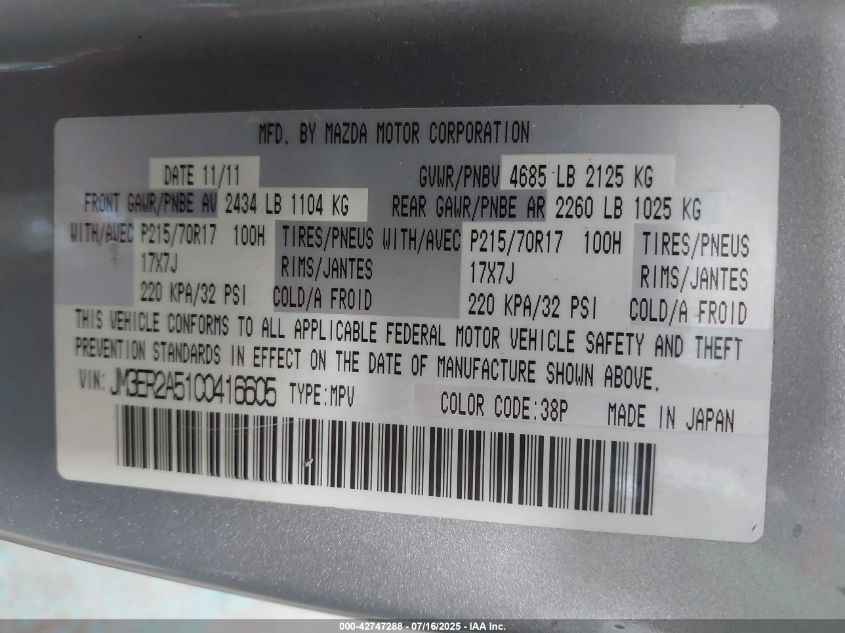 MFD. BY MAZDA MOTOR CORPORATION
DATE 11/11 GVWR/PNBV 4685 LB 2125 KG
FRONT GAWR/PNBE AV 2434 LB 1104 KG REAR GAWR/PNBE AR 2260 LB 1025 KG
WITH/AVEC P215/70R17 100H TIRES/PNEUS WITH/AVEC P215/70R17 100H TIRES/PNEUS
17X7J RIMS/JANTES 17X7J RIMS/JANTES
220 KPA/32 PSI COLD/A FROID 220 KPA/32 PSI COLD/A FROID
THIS VEHICLE CONFORMS TO ALL APPLICABLE FEDERAL MOTOR VEHICLE SAFETY AND THEFT
PREVENTION STANDARDS IN EFFECT ON THE DATE OF MANUFACTURE SHOWN ABOVE.
VIN: JM3ER2A51C0416605 TYPE:MPV COLOR CODE:38P MADE IN JAPAN
000-42747288 - 07/16/2025 - IAA Inc.